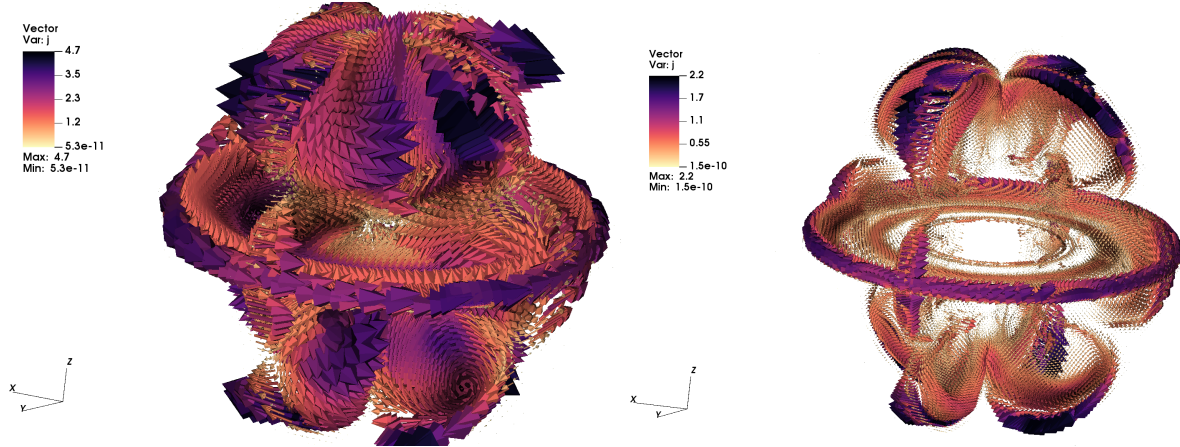 Vector
Var: j
4.7
3.5
2.3
1.2
5.3e-11
Max: 4.7
Min: 5.3e-11
Z
X
Y
Vector
Var: j
2.2
1.7
1.1
0.55
1.5e-10
Max: 2.2
Min: 1.5e-10
Z
X
Y